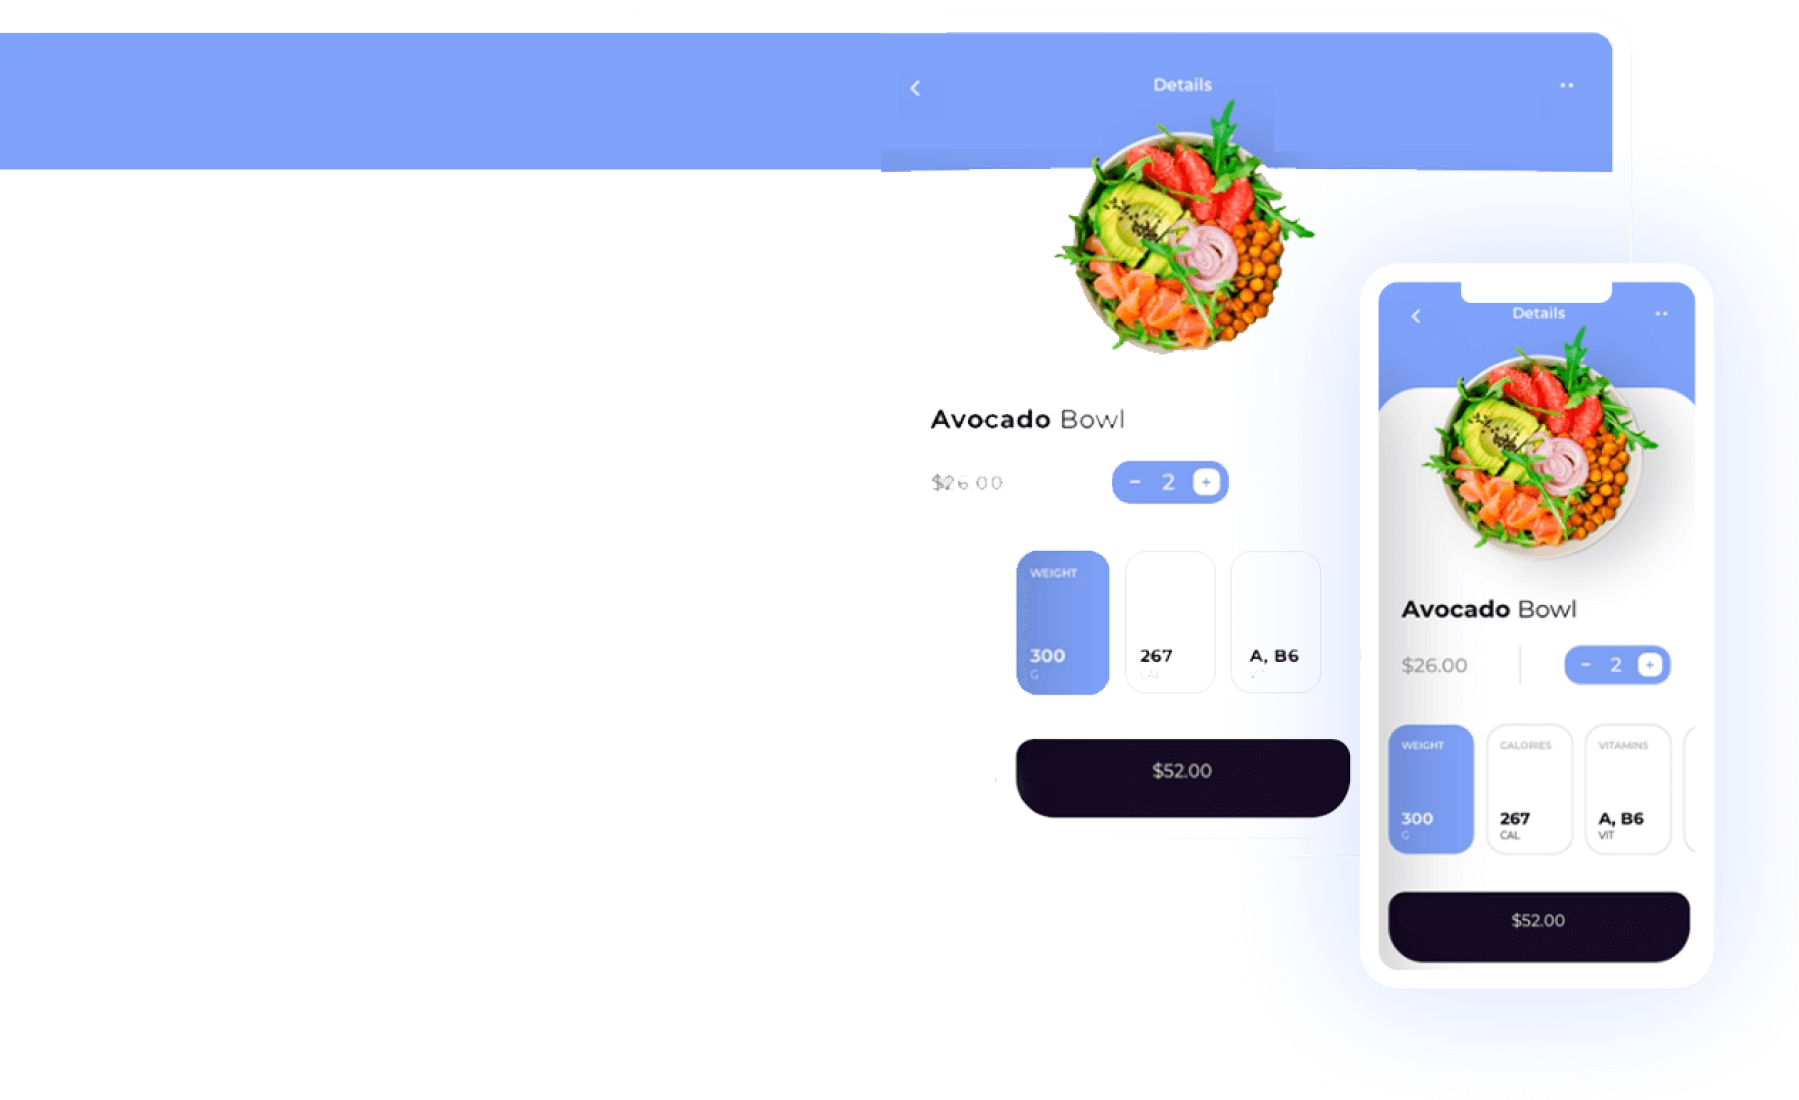 Details
Avocado Bowl
$26.00
− 2 +
WEIGHT
300 267 A, B6
G CAL
$52.00
Details
Avocado Bowl
$26.00
− 2 +
WEIGHT CALORIES VITAMINS
300 267 A, B6
G CAL VIT
$52.00